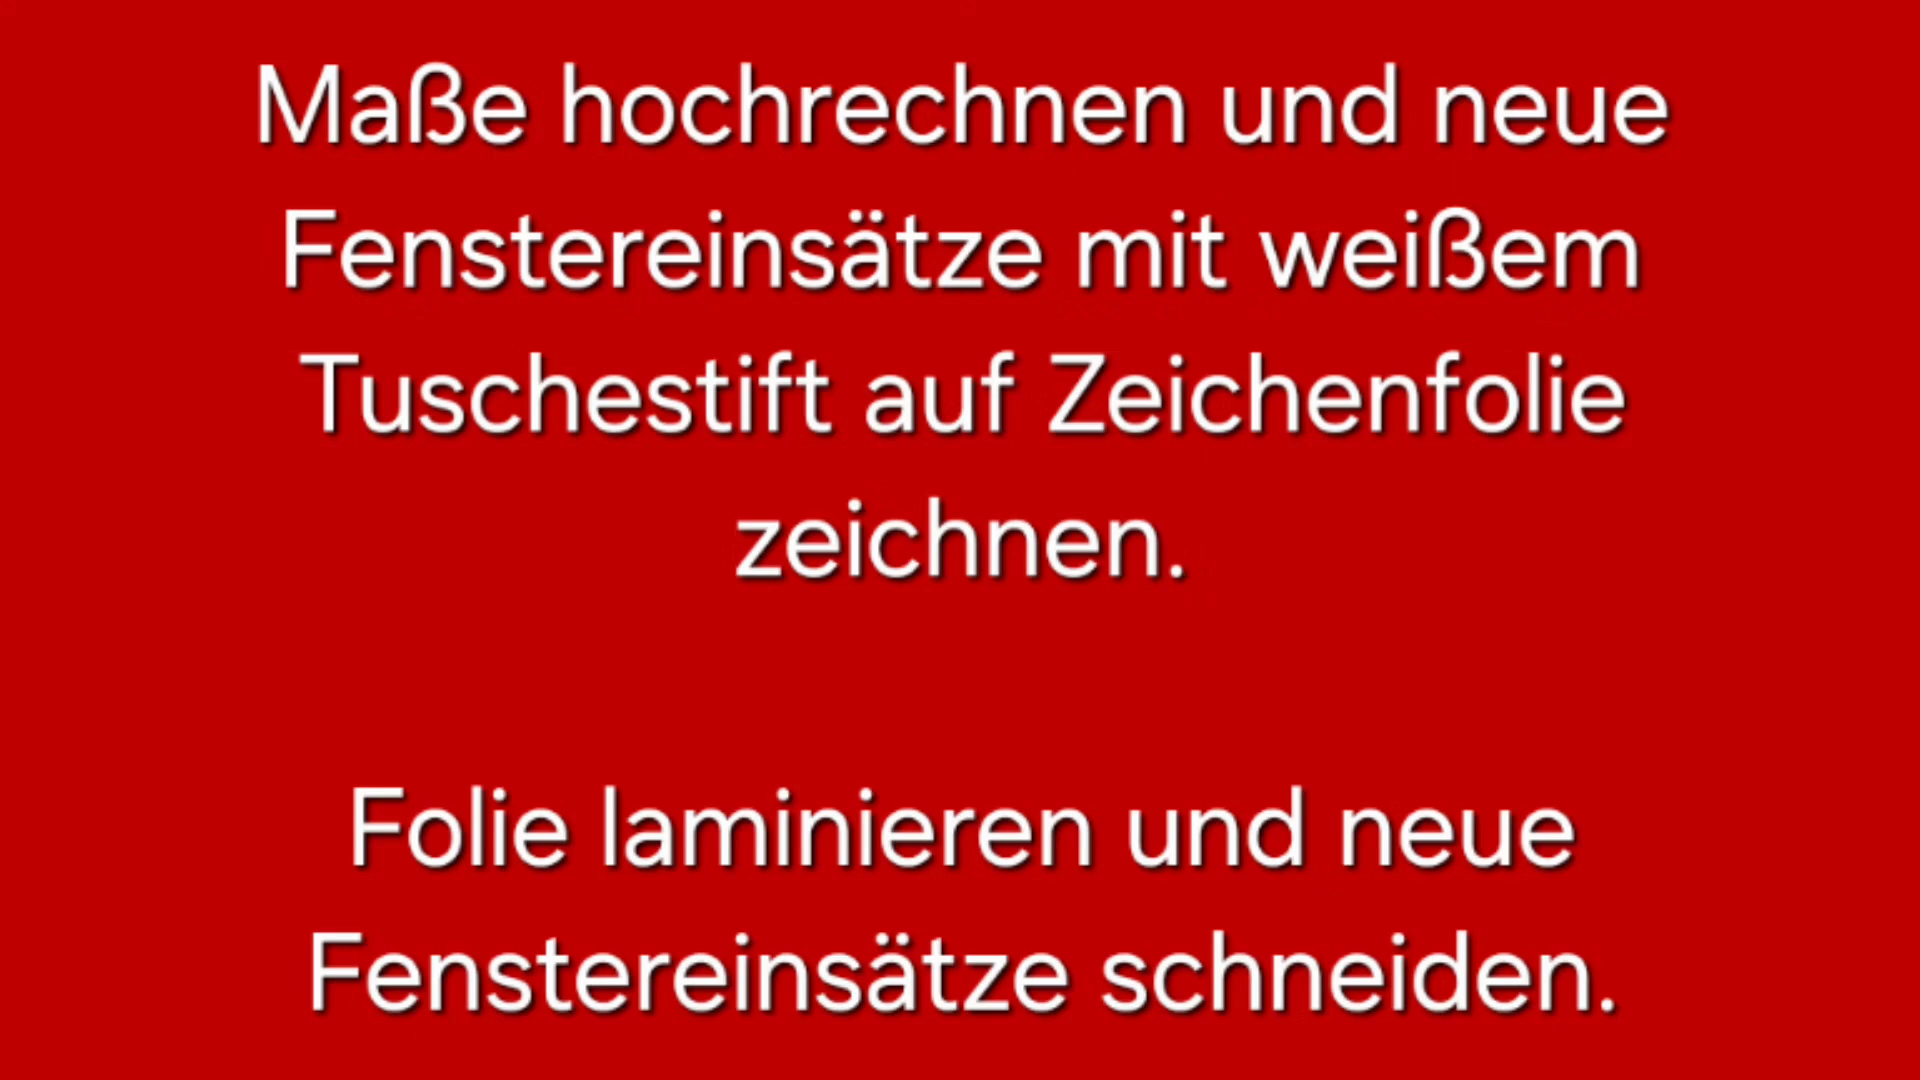 Maße hochrechnen und neue
Fenstereinsätze mit weißem
Tuschestift auf Zeichenfolie
zeichnen.
Folie laminieren und neue
Fenstereinsätze schneiden.